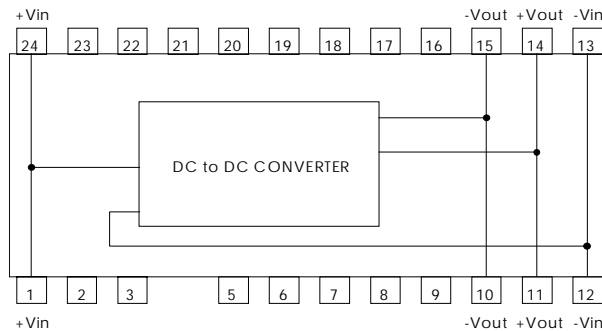 +Vin -Vout +Vout -Vin
24 23 22 21 20 19 18 17 16 15 14 13
DC to DC CONVERTER
1 2 3 5 6 7 8 9 10 11 12
+Vin -Vout +Vout -Vin